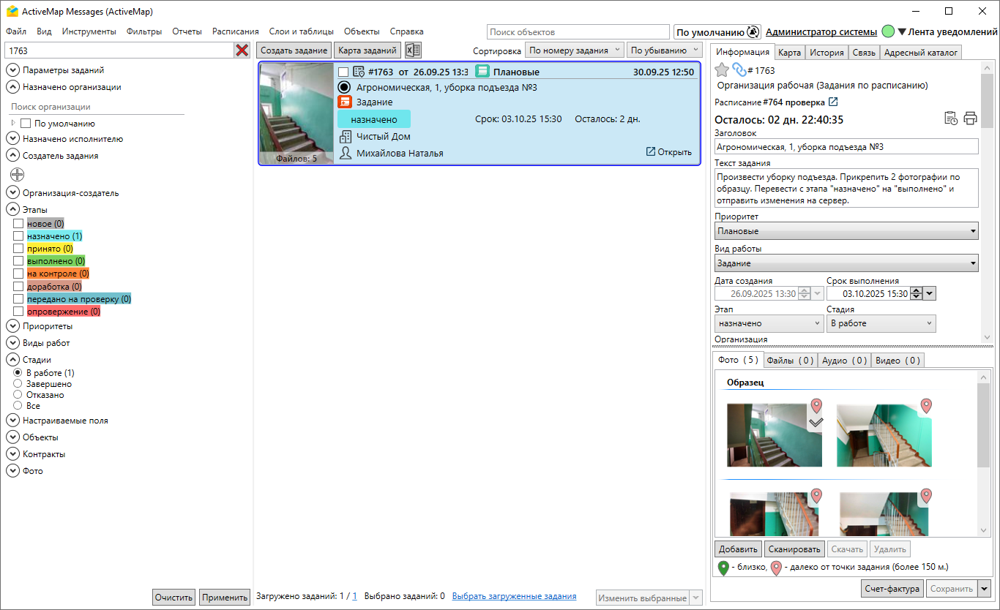 ActiveMap Messages (ActiveMap)
Файл Вид Инструменты Фильтры Отчеты Расписания Слои и таблицы Объекты Справка
Поиск объектов
По умолчанию
Администратор системы
Лента уведомлений
1763
Параметры заданий
Назначено организации
Поиск организации
По умолчанию
Назначено исполнителю
Создатель задания
Организация-создатель
Этапы
новое (0)
назначено (1)
принято (0)
выполнено (0)
на контроле (0)
доработка (0)
передано на проверку (0)
опровержение (0)
Приоритеты
Виды работ
Стадии
В работе (1)
Завершено
Отказано
Все
Настраиваемые поля
Объекты
Контракты
Фото
Очистить Применить
Создать задание Карта заданий
Сортировка По номеру задания По убыванию
#1763 от 26.09.25 13:3 Плановые 30.09.25 12:50
Агрономическая, 1, уборка подъезда №3
Задание
назначено Срок: 03.10.25 15:30 Осталось: 2 дн.
Чистый Дом
Михайлова Наталья
Открыть
Файлов: 5
Загружено заданий: 1 / 1 Выбрано заданий: 0 Выбрать загруженные задания
Изменить выбранные
Информация Карта История Связь Адресный каталог
# 1763
Организация рабочая (Задания по расписанию)
Расписание #764 проверка
Осталось: 02 дн. 22:40:35
Заголовок
Агрономическая, 1, уборка подъезда №3
Текст задания
Произвести уборку подъезда. Прикрепить 2 фотографии по
образцу. Перевести с этапа "назначено" на "выполнено" и
отправить изменения на сервер.
Приоритет
Плановые
Вид работы
Задание
Дата создания Срок выполнения
26.09.2025 13:30 03.10.2025 15:30
Этап Стадия
назначено В работе
Организация
Фото ( 5 ) Файлы ( 0 ) Аудио ( 0 ) Видео ( 0 )
Образец
Добавить Сканировать Скачать Удалить
- близко, - далеко от точки задания (более 150 м.)
Счет-фактура Сохранить